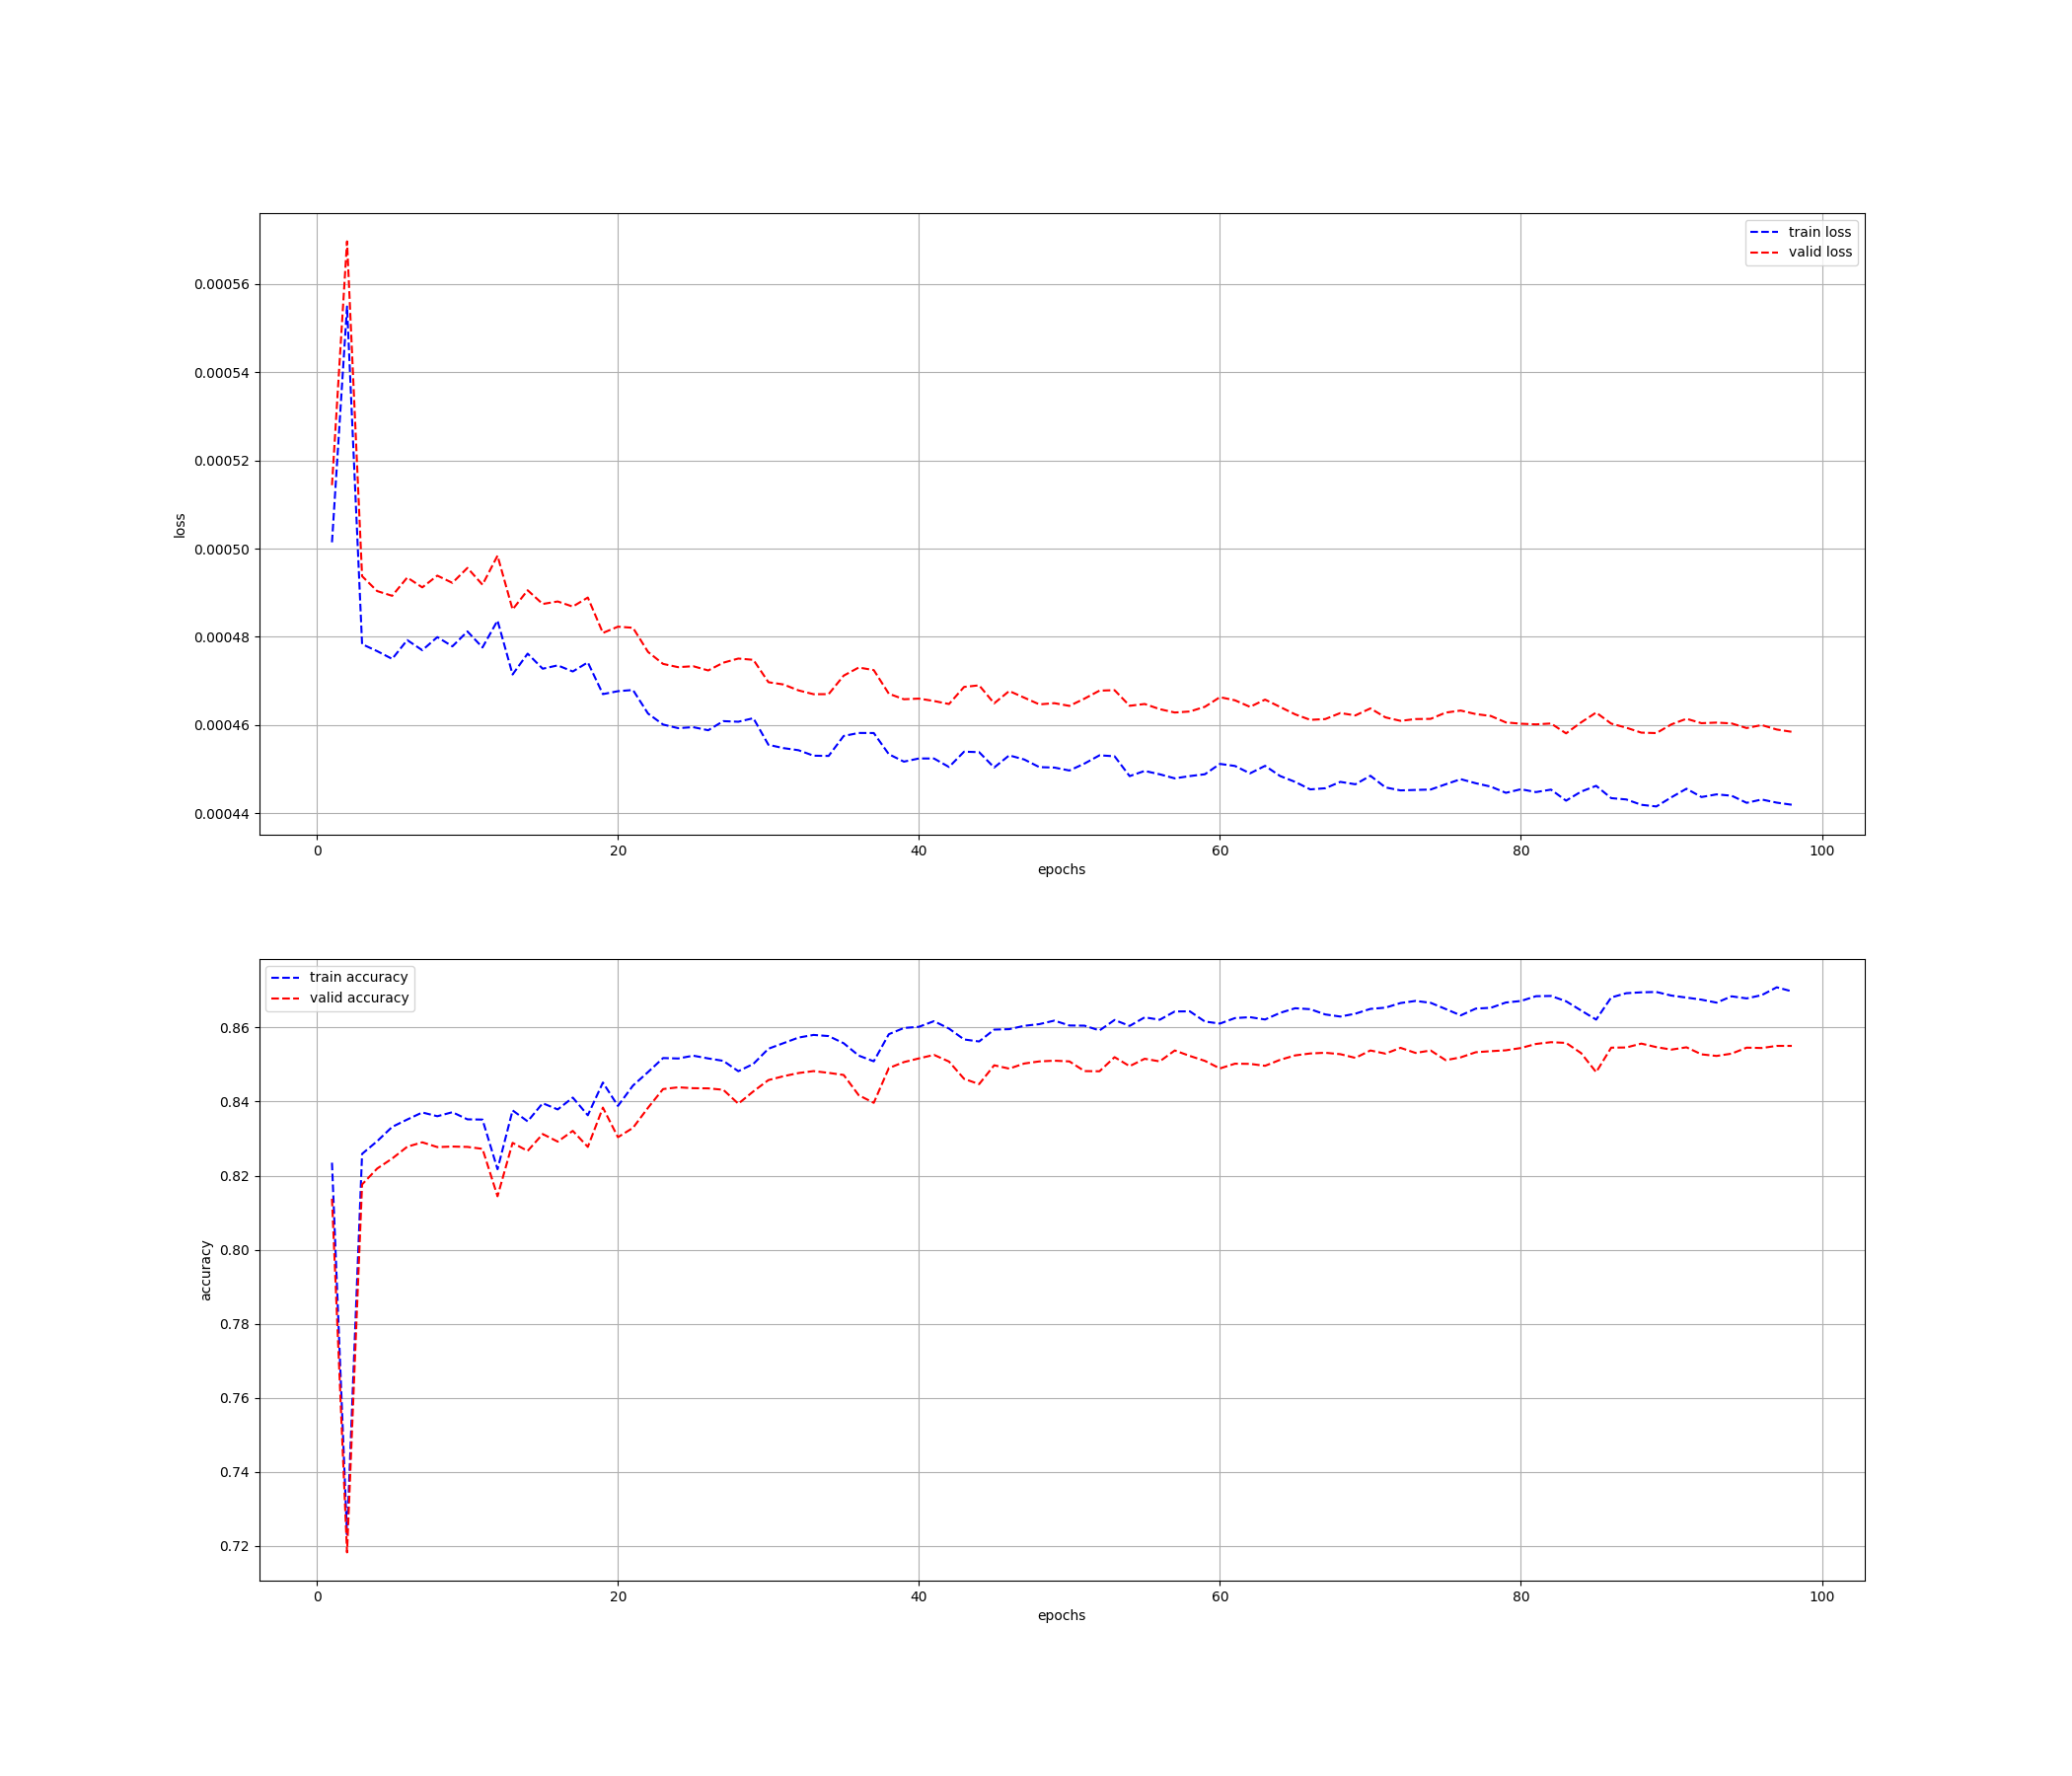 train loss
valid loss
0.00056
0.00054
0.00052
0.00050
0.00048
0.00046
0.00044
loss
0 20 40 60 80 100
epochs
train accuracy
valid accuracy
0.86
0.84
0.82
0.80
0.78
0.76
0.74
0.72
accuracy
0 20 40 60 80 100
epochs